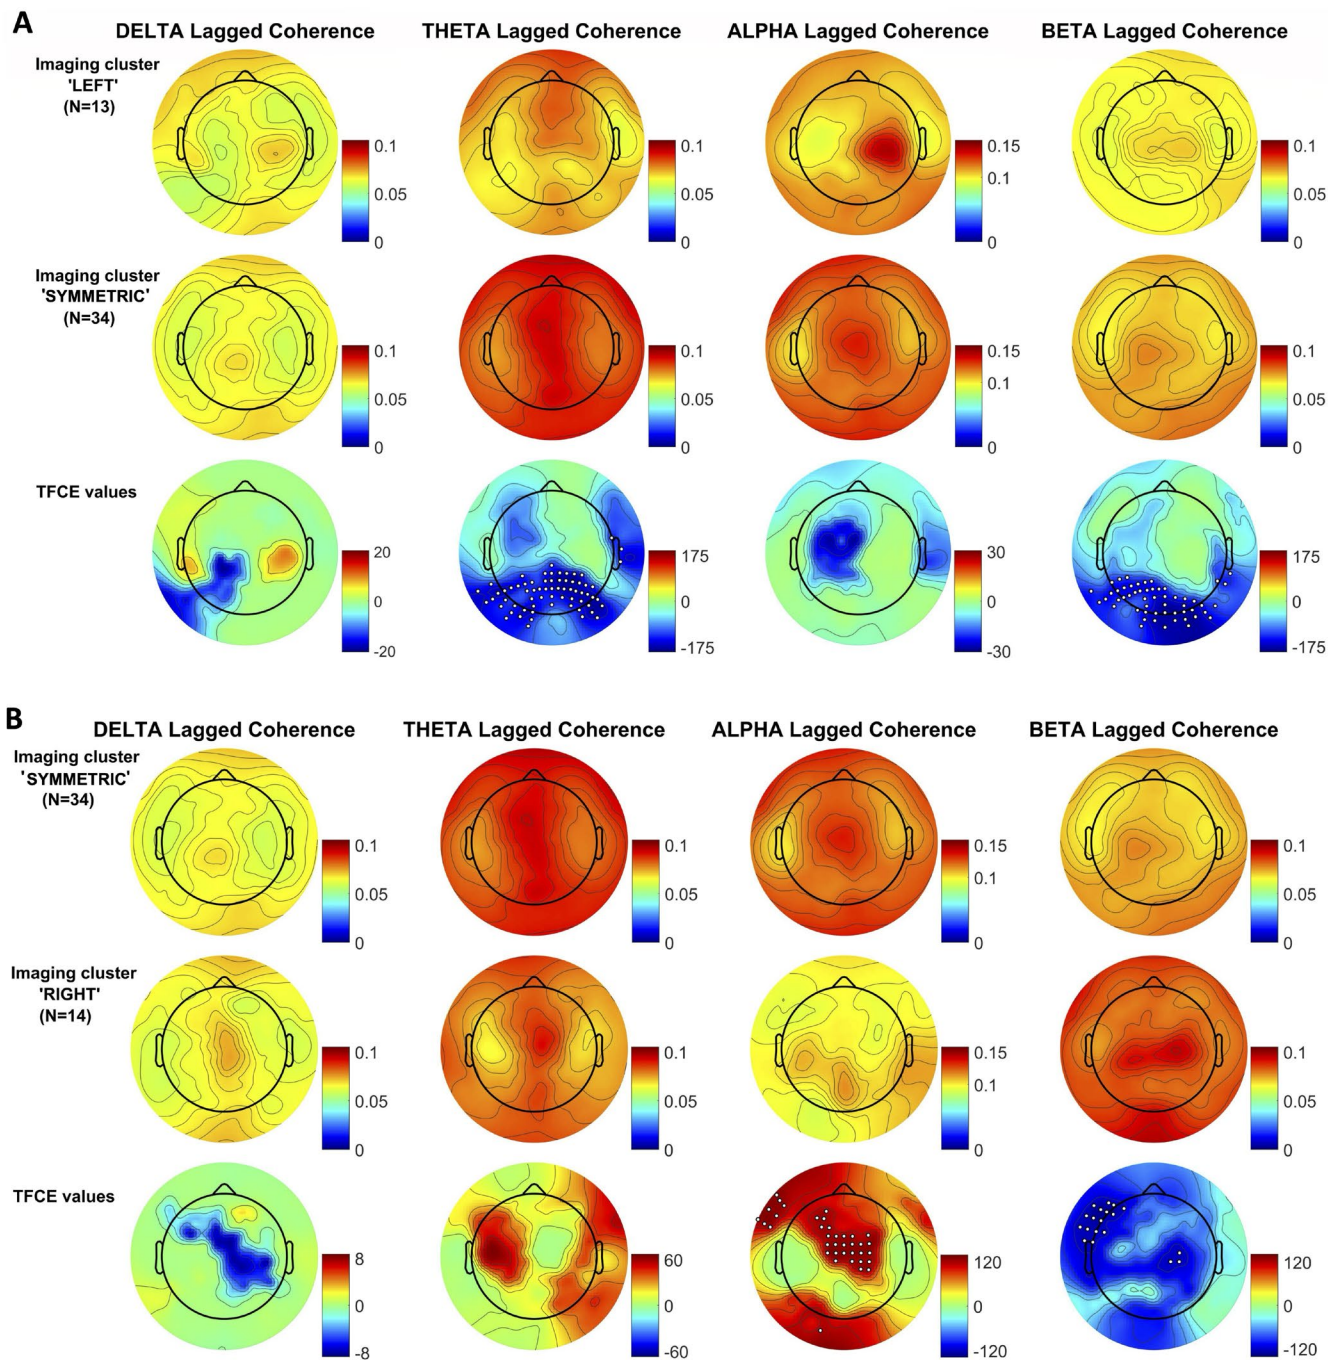 A
DELTA Lagged Coherence THETA Lagged Coherence ALPHA Lagged Coherence BETA Lagged Coherence
Imaging cluster
'LEFT'
(N=13)
0.1 0.1 0.15 0.1
0.1
0.05 0.05 0.05
0 0 0 0
Imaging cluster
'SYMMETRIC'
(N=34)
0.1 0.1 0.15 0.1
0.1
0.05 0.05 0.05
0 0 0 0
TFCE values
20 175 30 175
0 0 0 0
-20 -175 -30 -175
B
DELTA Lagged Coherence THETA Lagged Coherence ALPHA Lagged Coherence BETA Lagged Coherence
Imaging cluster
'SYMMETRIC'
(N=34)
0.1 0.1 0.15 0.1
0.1
0.05 0.05 0.05
0 0 0 0
Imaging cluster
'RIGHT'
(N=14)
0.1 0.1 0.15 0.1
0.1
0.05 0.05 0.05
0 0 0 0
TFCE values
8 60 120 120
0 0 0 0
-8 -60 -120 -120